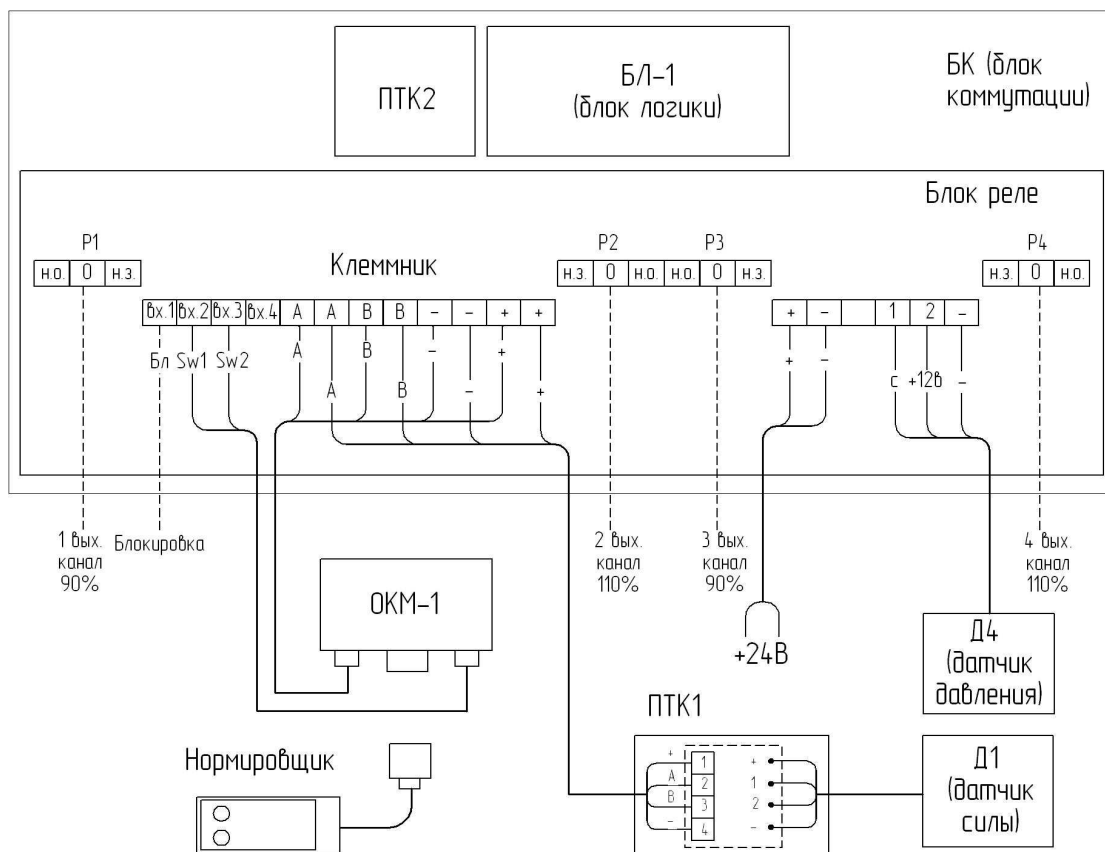 ПТК2
БЛ-1
(блок логики)
БК (блок
коммутации)
Блок реле
Р1
Клеммник
Р2
Р3
Р4
н.о. 0 н.з.
н.з. 0 н.о. н.о. 0 н.з.
н.з. 0 н.о.
вх.1 вх.2 вх.3 вх.4 А А В В - - + +
+ - 1 2 -
Бл Sw1 Sw2 А В - +
+ -
А В - +
с +12в -
1 вых.
канал
90%
Блокировка
2 вых.
канал
110%
3 вых.
канал
90%
4 вых.
канал
110%
ОКМ-1
+24В
Д4
(датчик
давления)
ПТК1
Нормировщик
+ 1 +
А 2 1
В 3 2
- 4 -
Д1
(датчик
силы)